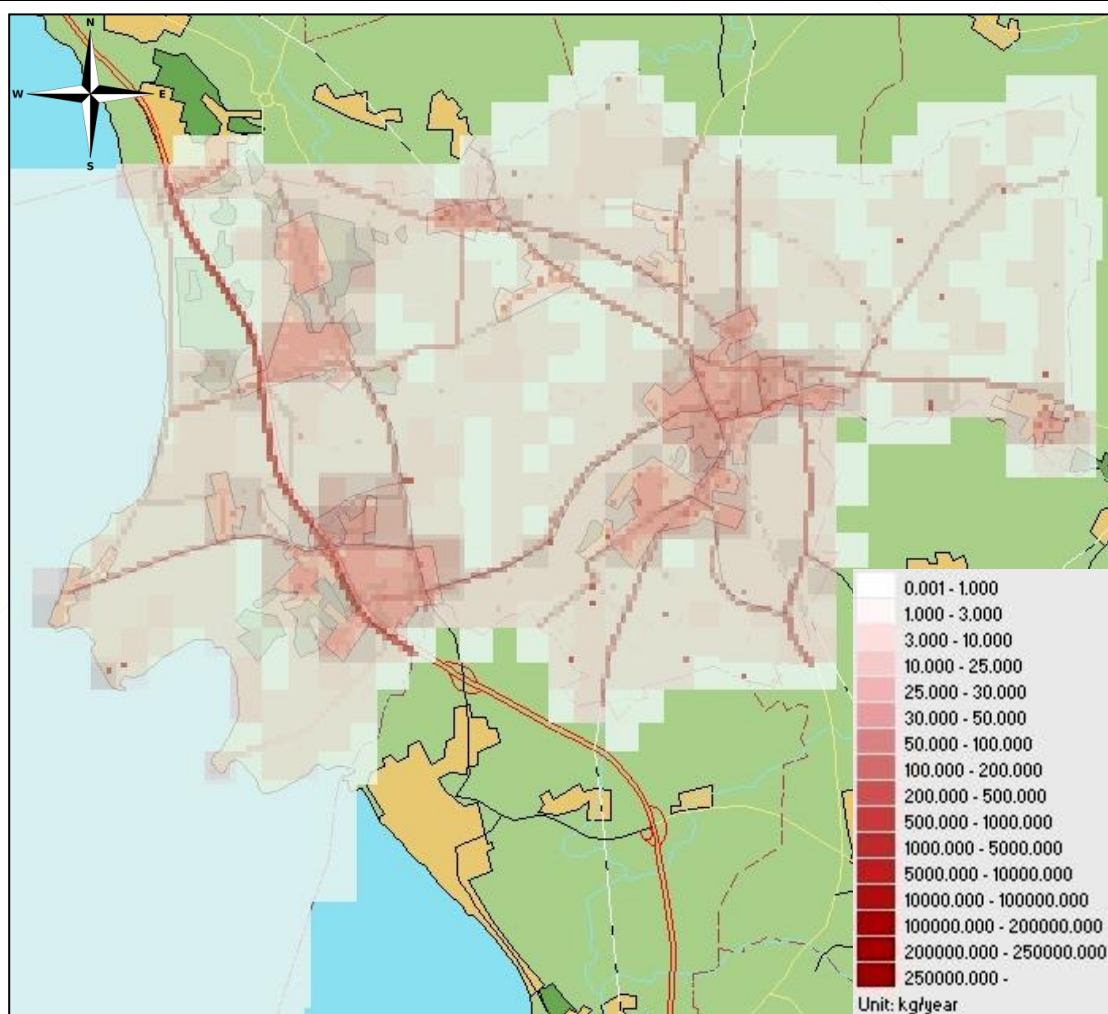 N
W E
S
0.001 - 1.000
1.000 - 3.000
3.000 - 10.000
10.000 - 25.000
25.000 - 30.000
30.000 - 50.000
50.000 - 100.000
100.000 - 200.000
200.000 - 500.000
500.000 - 1000.000
1000.000 - 5000.000
5000.000 - 10000.000
10000.000 - 100000.000
100000.000 - 200000.000
200000.000 - 250000.000
250000.000 -
Unit: kg/year